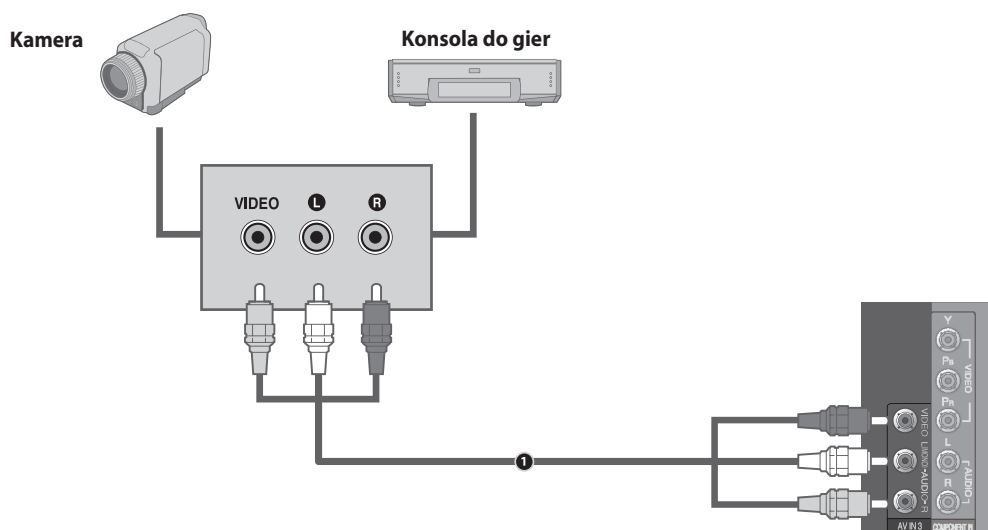 Kamera
Konsola do gier
VIDEO L R
1
Y
PB
PR
VIDEO
L
R
AUDIO
VIDEO
L/MONO
AUDIO
R
AV IN 3
COMPONENT IN